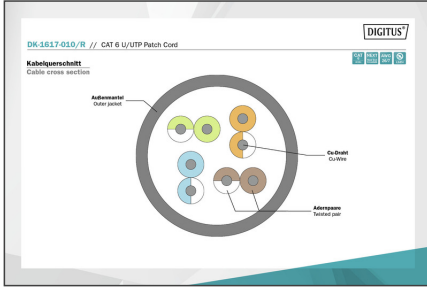 DIGITUS®
DK-1617-010/R // CAT 6 U/UTP Patch Cord
Kabelquerschnitt
Cable cross section
Außenmantel
Outer jacket
Cu-Draht
Cu-Wire
Adernpaare
Twisted pair